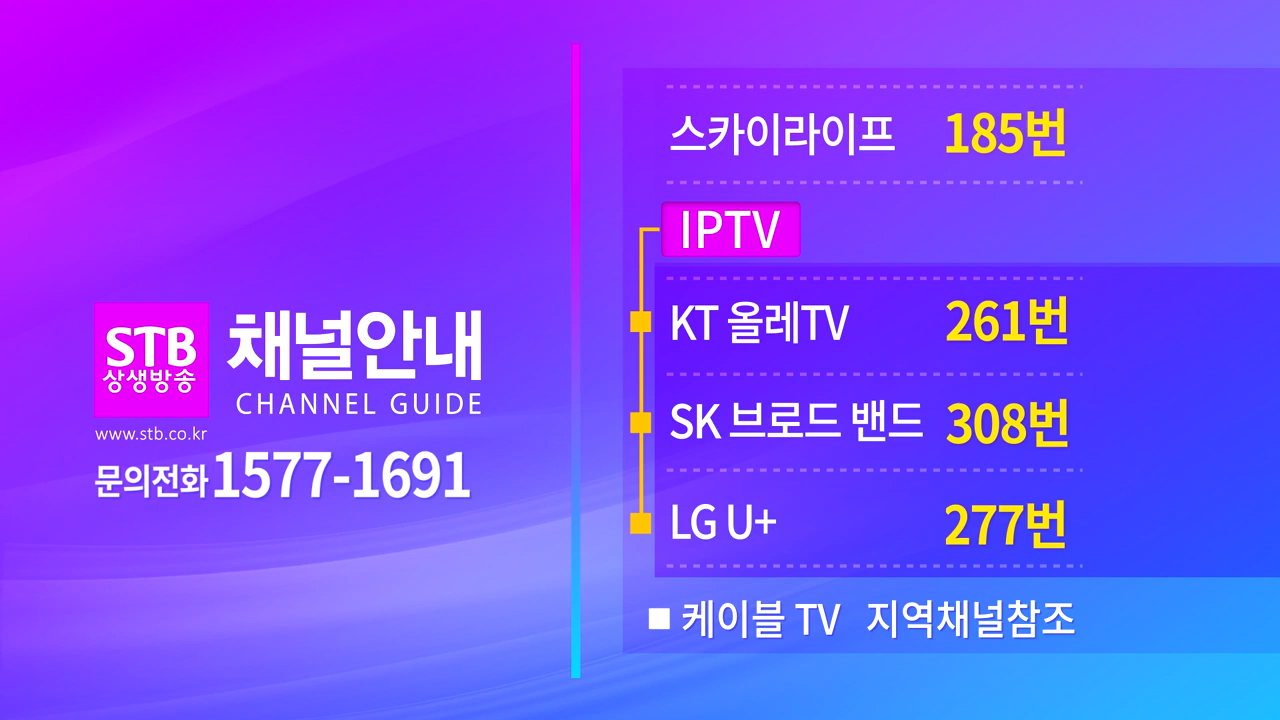 STB
상생방송
채널안내
CHANNEL GUIDE
www.stb.co.kr
문의전화 1577-1691
스카이라이프 185번
IPTV
KT 올레TV 261번
SK 브로드 밴드 308번
LG U+ 277번
케이블 TV 지역채널참조